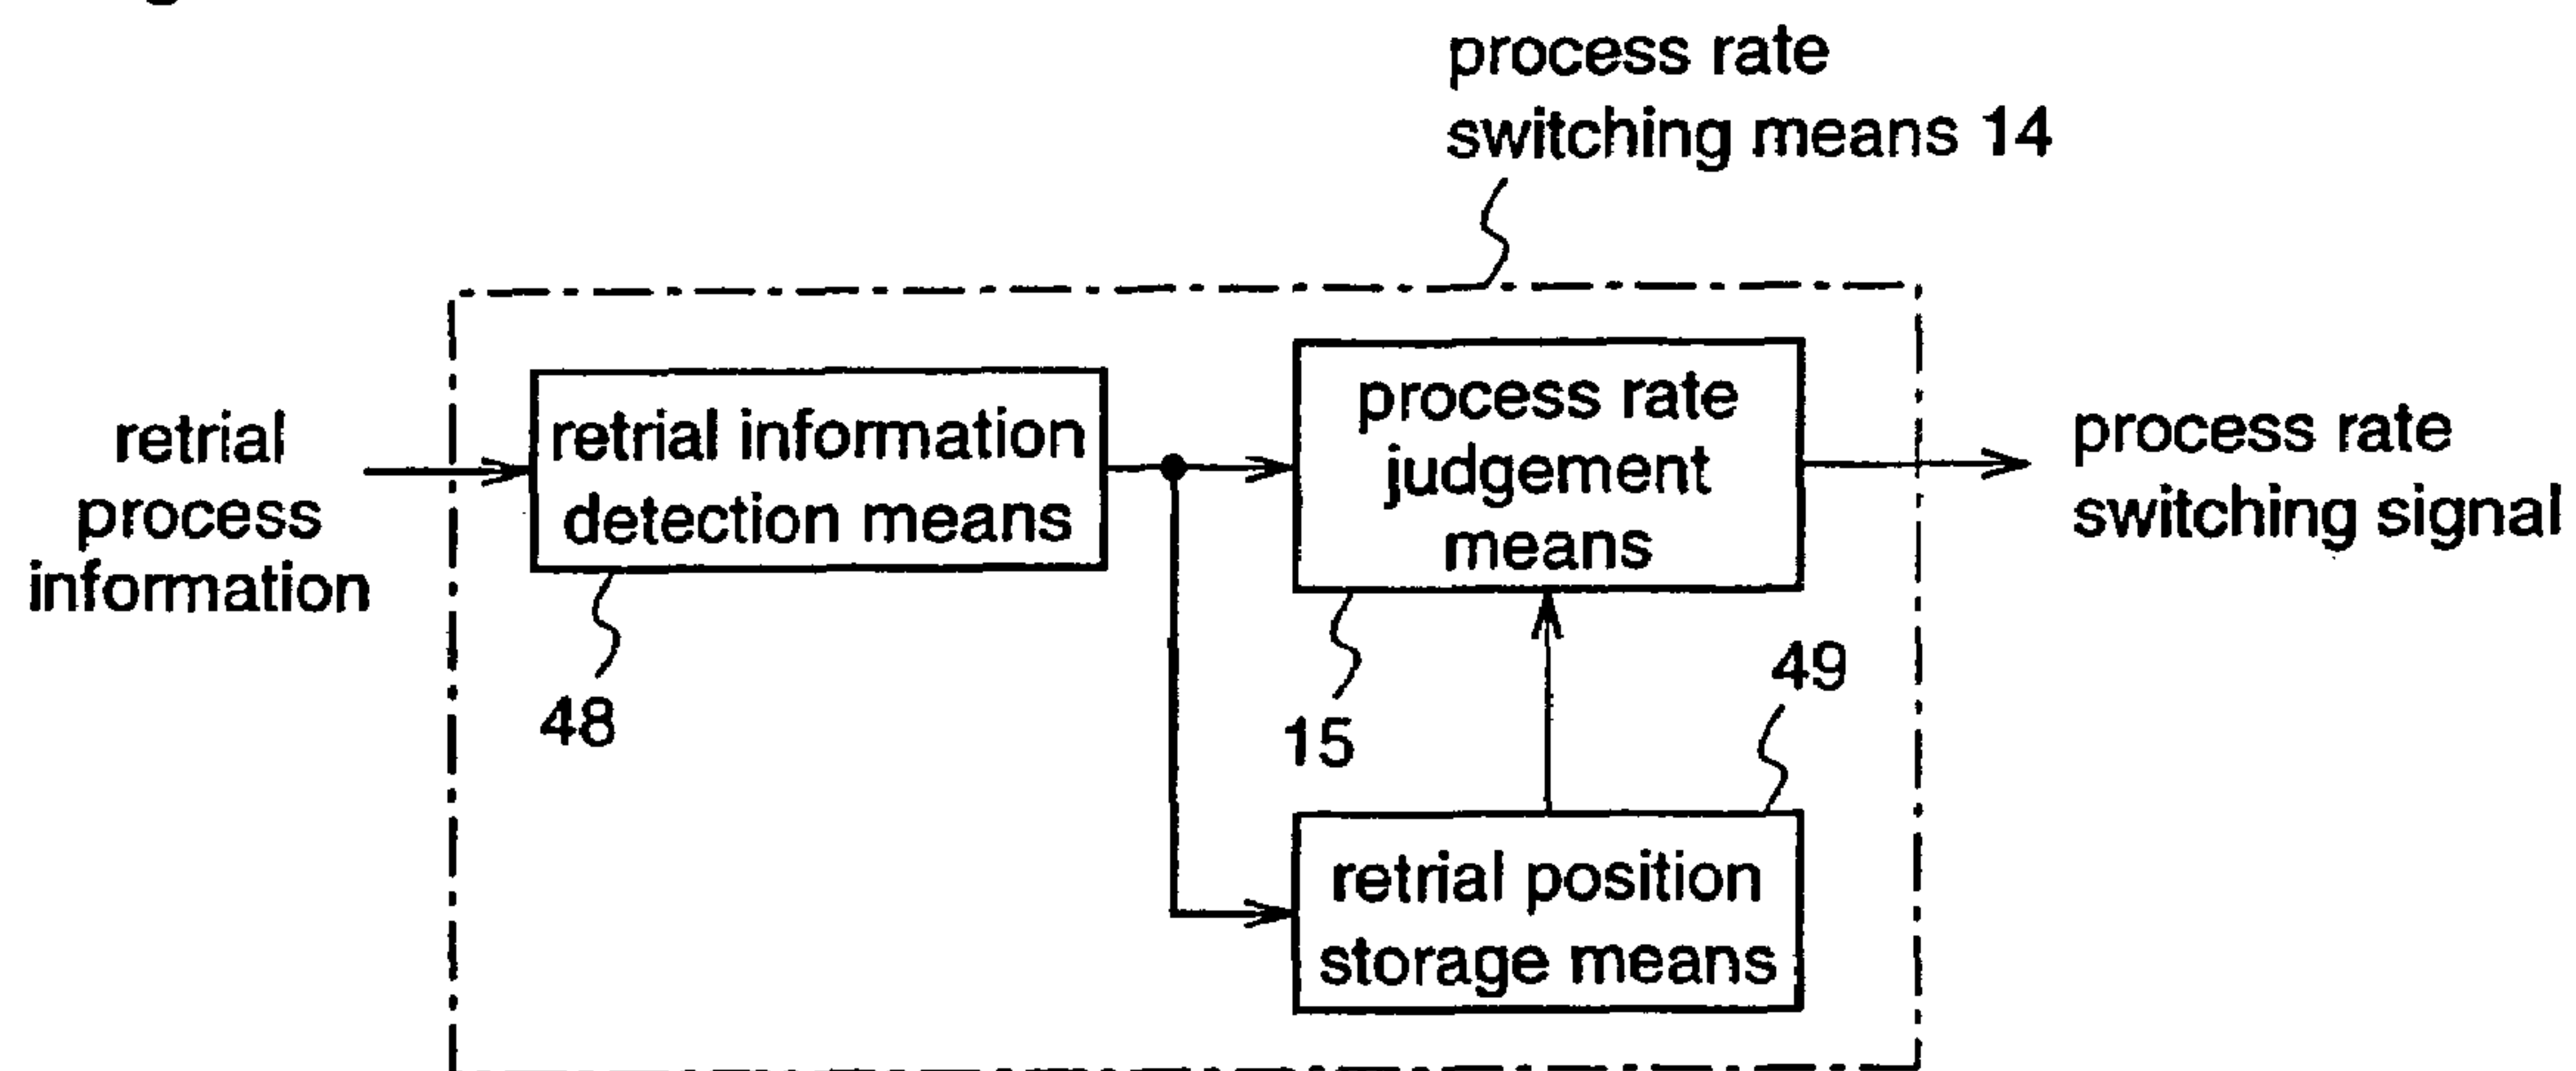 process rate
switching means 14
retrial
process
information
retrial information
detection means
48
process rate
judgement
means
15
49
retrial position
storage means
process rate
switching signal